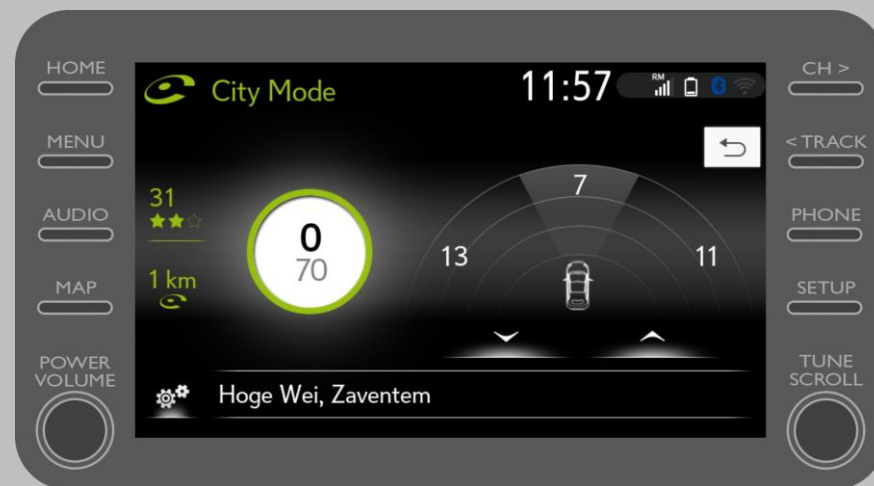 HOME
MENU
AUDIO
MAP
POWER
VOLUME
City Mode
11:57
RM
31
1 km
0
70
7
13
11
Hoge Wei, Zaventem
CH >
< TRACK
PHONE
SETUP
TUNE
SCROLL